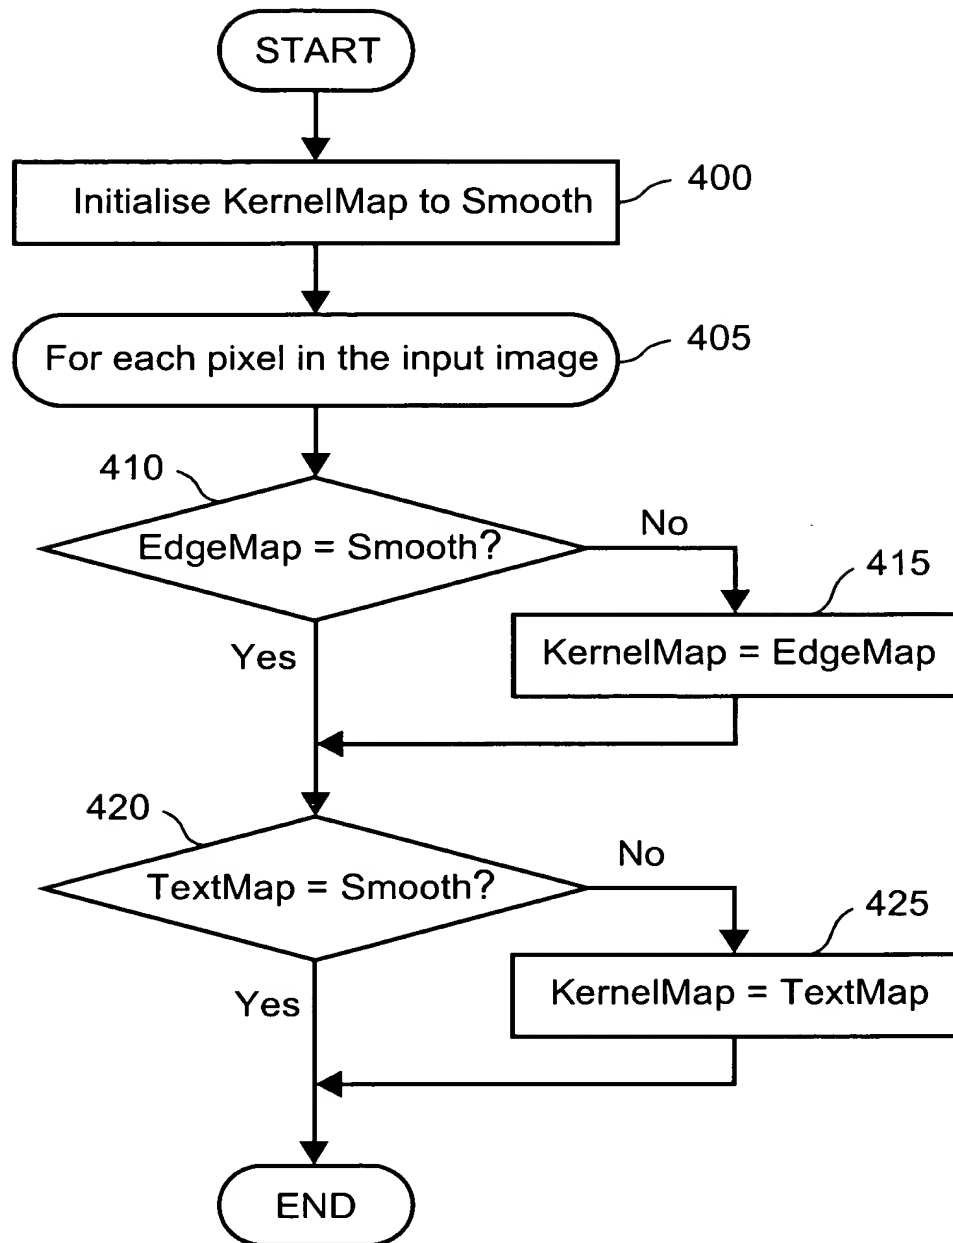 START
Initialise KernelMap to Smooth
400
For each pixel in the input image
405
410
EdgeMap = Smooth?
No
415
Yes
KernelMap = EdgeMap
420
TextMap = Smooth?
No
425
Yes
KernelMap = TextMap
END